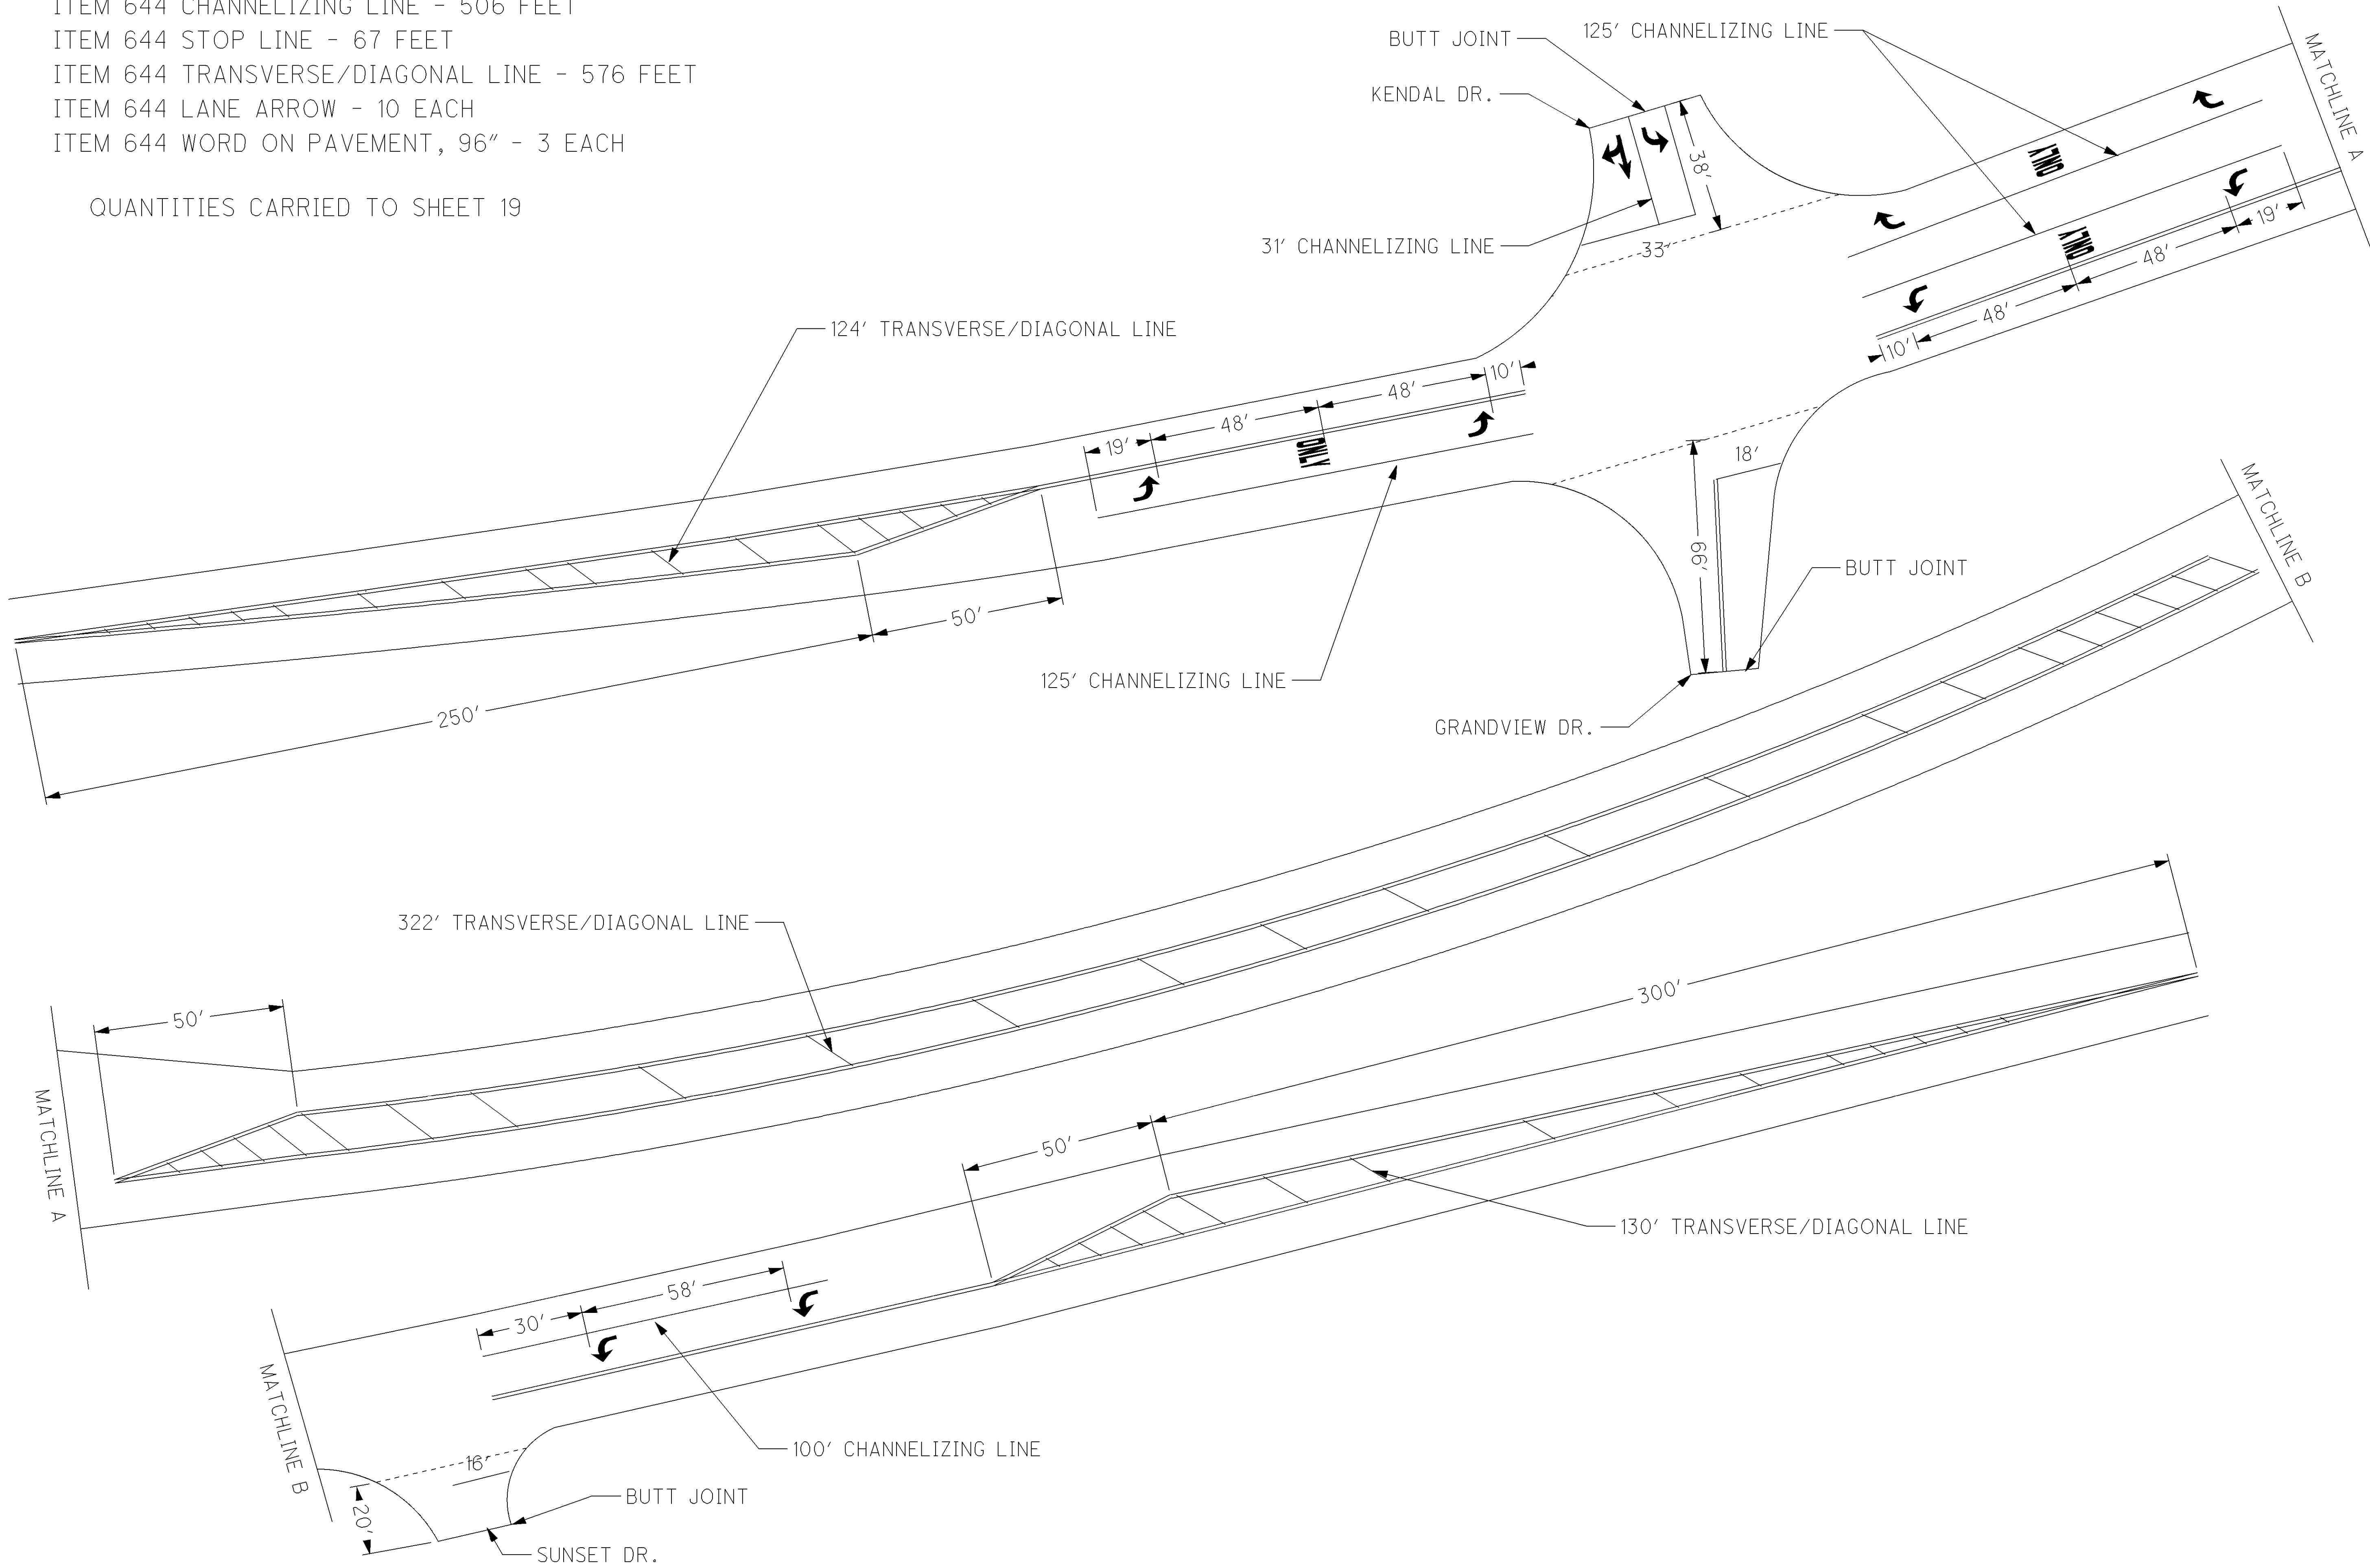 ITEM 644 CHANNELIZING LINE - 506 FEET
ITEM 644 STOP LINE - 67 FEET
ITEM 644 TRANSVERSE/DIAGONAL LINE - 576 FEET
ITEM 644 LANE ARROW - 10 EACH
ITEM 644 WORD ON PAVEMENT, 96" - 3 EACH
QUANTITIES CARRIED TO SHEET 19
BUTT JOINT
125' CHANNELIZING LINE
KENDAL DR.
MATCHLINE A
38'
ONLY
31' CHANNELIZING LINE
33'
19'
48'
ONLY
48'
10'
124' TRANSVERSE/DIAGONAL LINE
10'
48'
48'
19'
ONLY
18'
66'
BUTT JOINT
MATCHLINE B
50'
125' CHANNELIZING LINE
250'
GRANDVIEW DR.
322' TRANSVERSE/DIAGONAL LINE
50'
300'
MATCHLINE A
50'
130' TRANSVERSE/DIAGONAL LINE
58'
30'
MATCHLINE B
100' CHANNELIZING LINE
16'
BUTT JOINT
20'
SUNSET DR.